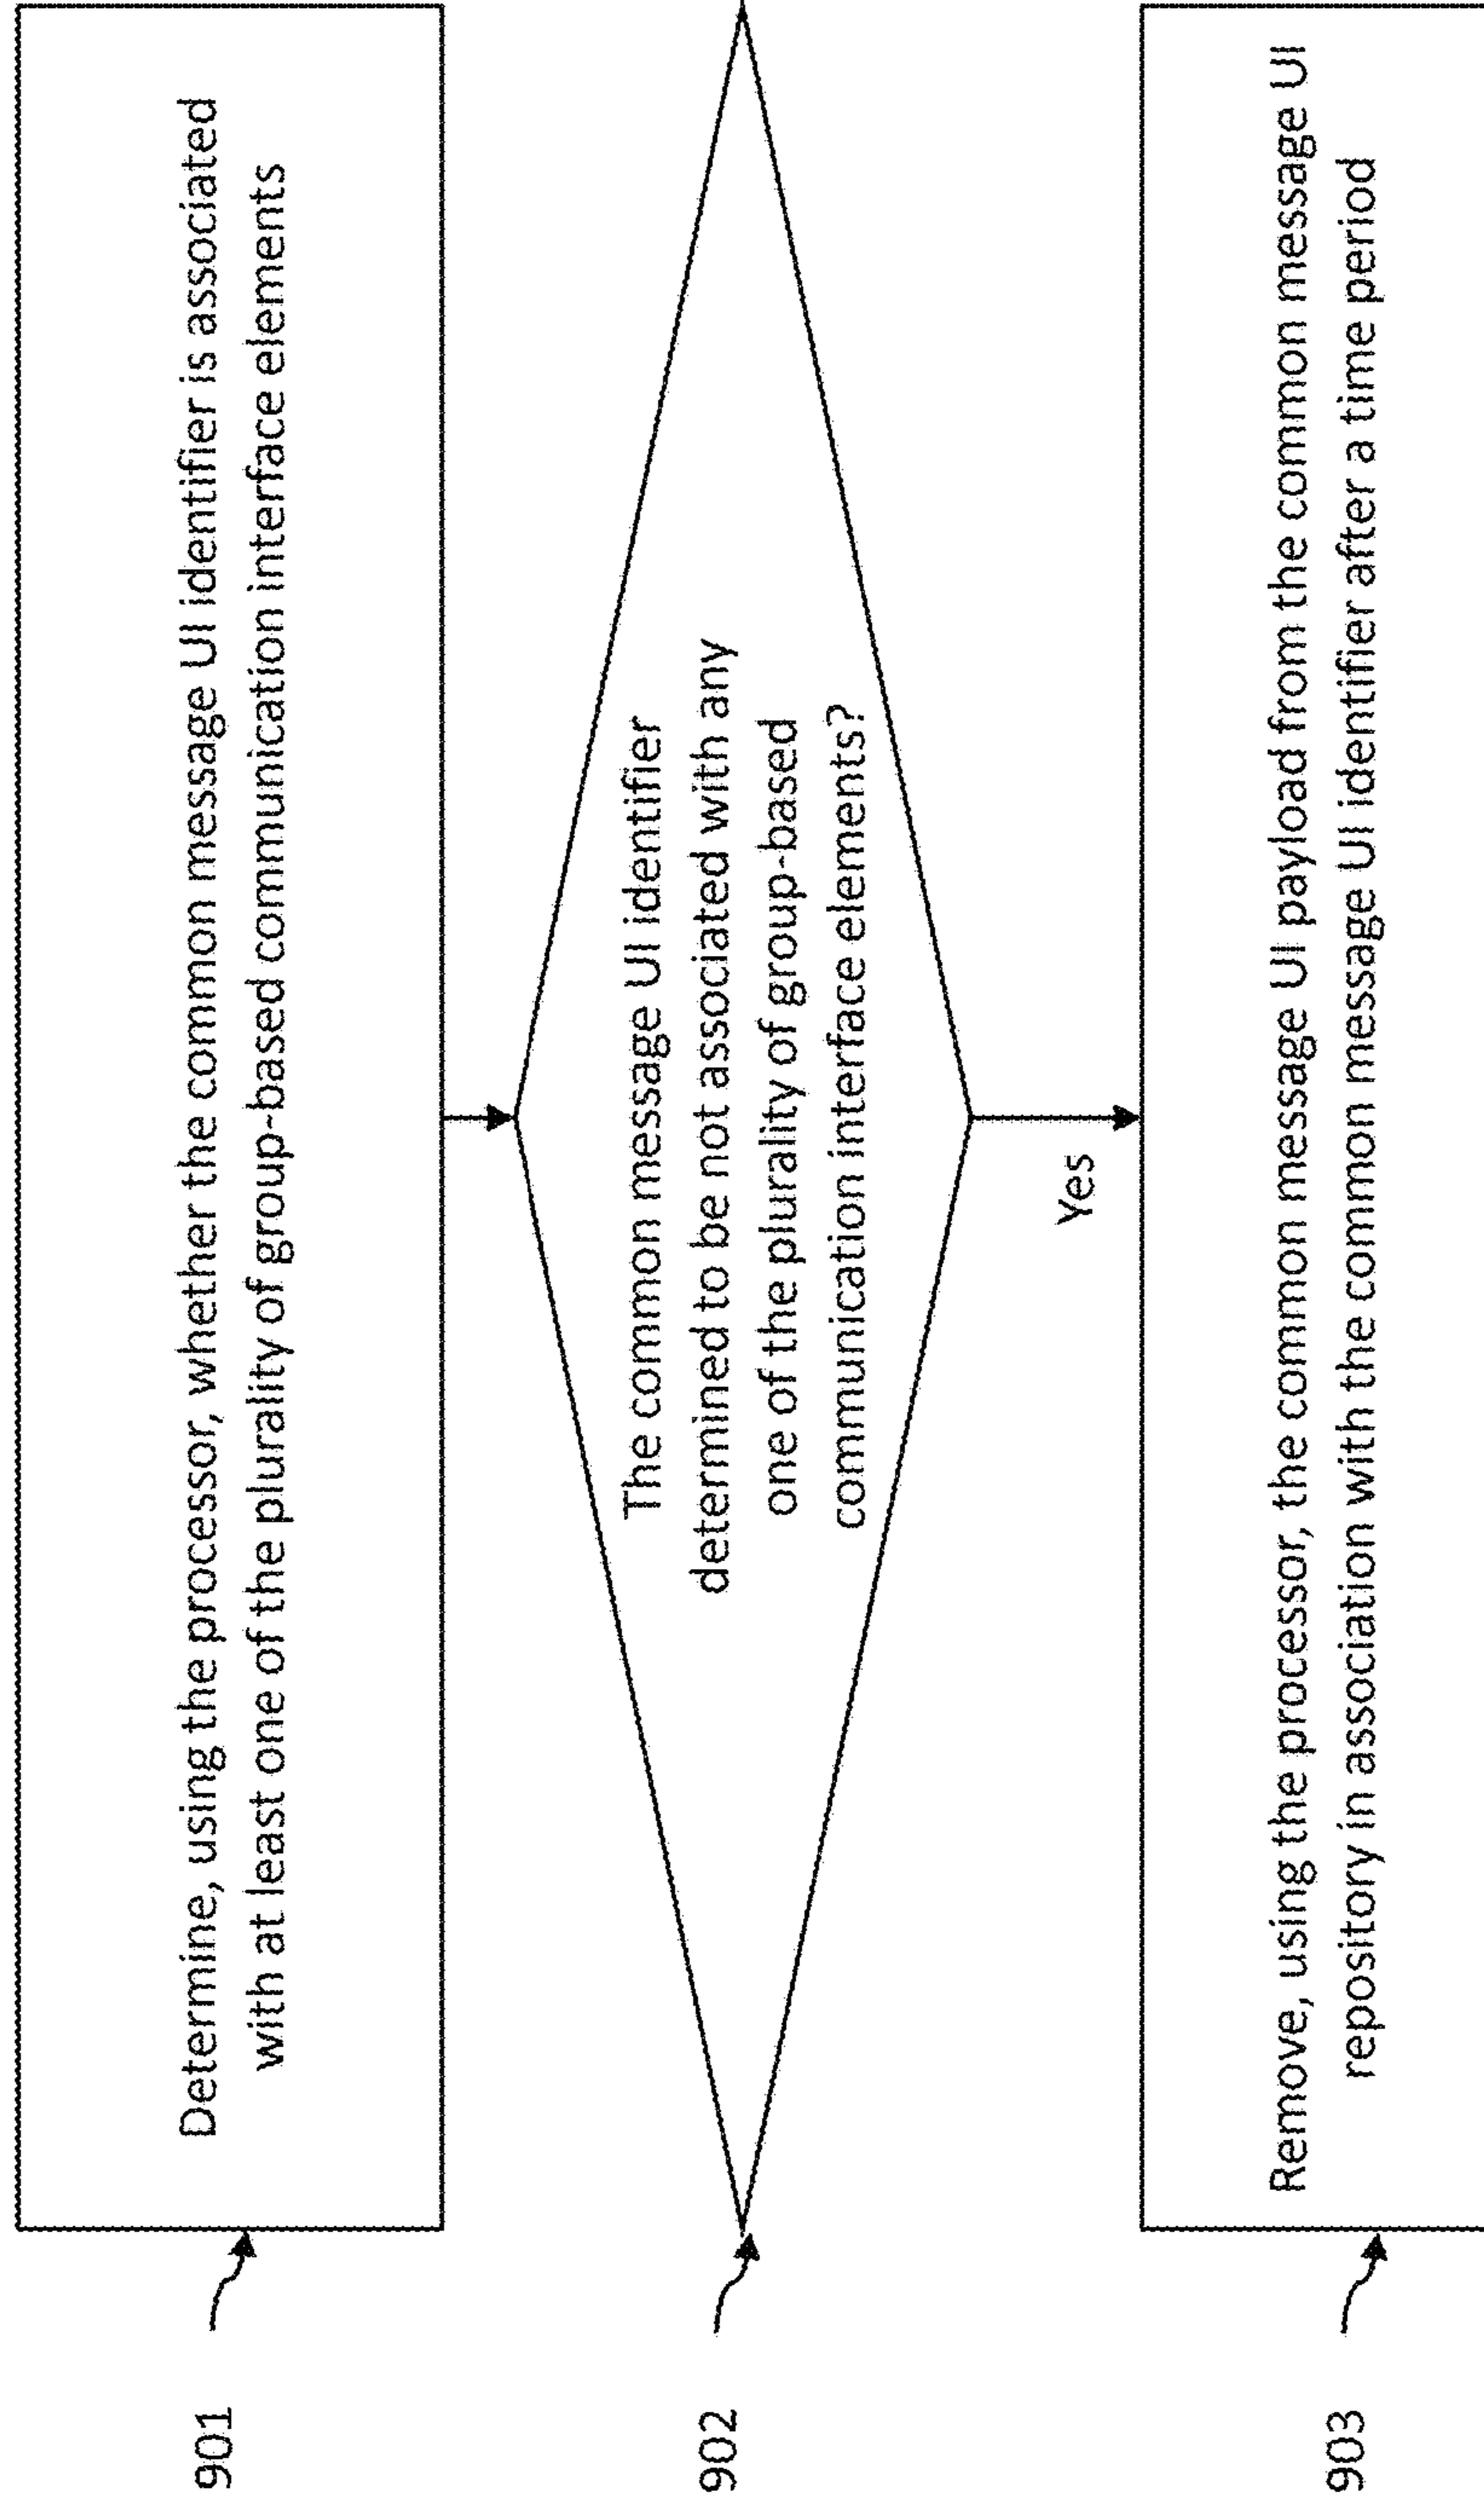 901
Determine, using the processor, whether the common message UI identifier is associated
with at least one of the plurality of group-based communication interface elements
902
The common message UI identifier
determined to be not associated with any
one of the plurality of group-based
communication interface elements?
Yes
903
Remove, using the processor, the common message UI payload from the common message UI
repository in association with the common message UI identifier after a time period